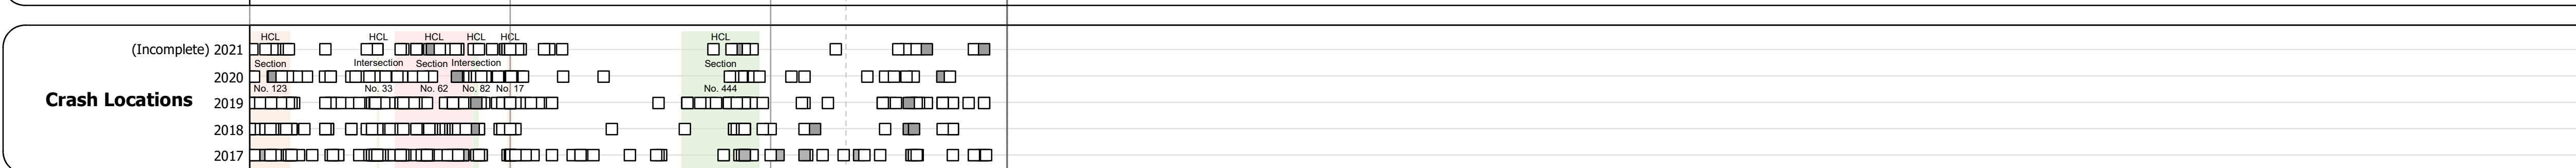 HCL HCL HCL HCL HCL HCL
(Incomplete) 2021
Section Intersection Section Intersection Section
2020
No. 123 No. 33 No. 62 No. 82 No. 17 No. 444
Crash Locations 2019
2018
2017